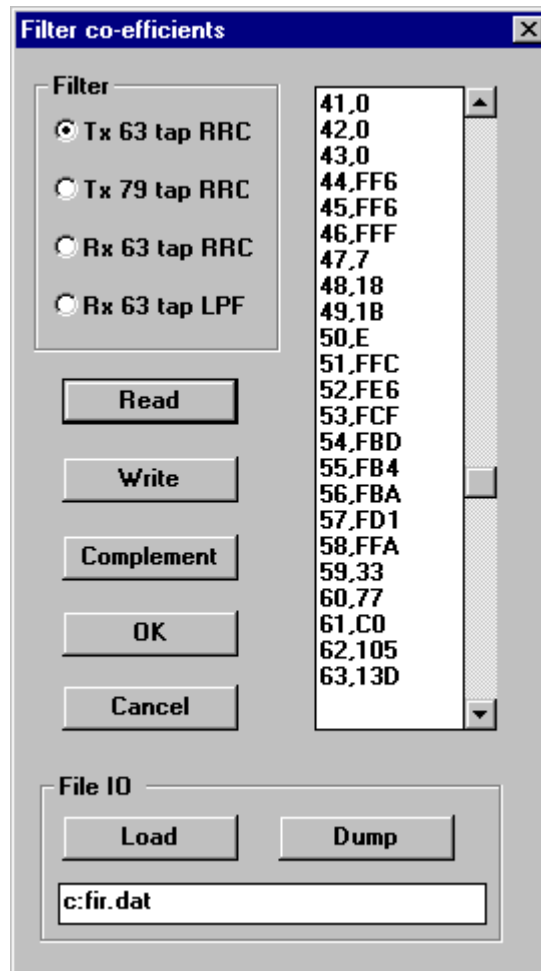 Filter co-efficients
Filter
Tx 63 tap RRC
Tx 79 tap RRC
Rx 63 tap RRC
Rx 63 tap LPF
Read
Write
Complement
OK
Cancel
41,0
42,0
43,0
44,FF6
45,FF6
46,FFF
47,7
48,18
49,1B
50,E
51,FFC
52,FE6
53,FCF
54,FBD
55,FB4
56,FBA
57,FD1
58,FFA
59,33
60,77
61,C0
62,105
63,13D
File IO
Load
Dump
c:fir.dat